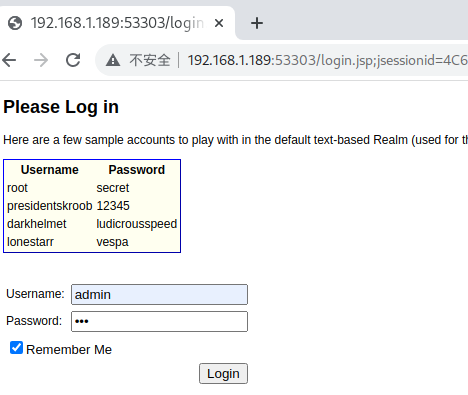 192.168.1.189:53303/login
不安全 192.168.1.189:53303/login.jsp;jsessionid=4C6
Please Log in
Here are a few sample accounts to play with in the default text-based Realm (used for th
Username Password
root secret
presidentskroob 12345
darkhelmet ludicrousspeed
lonestarr vespa
Username: admin
Password: •••
Remember Me
Login